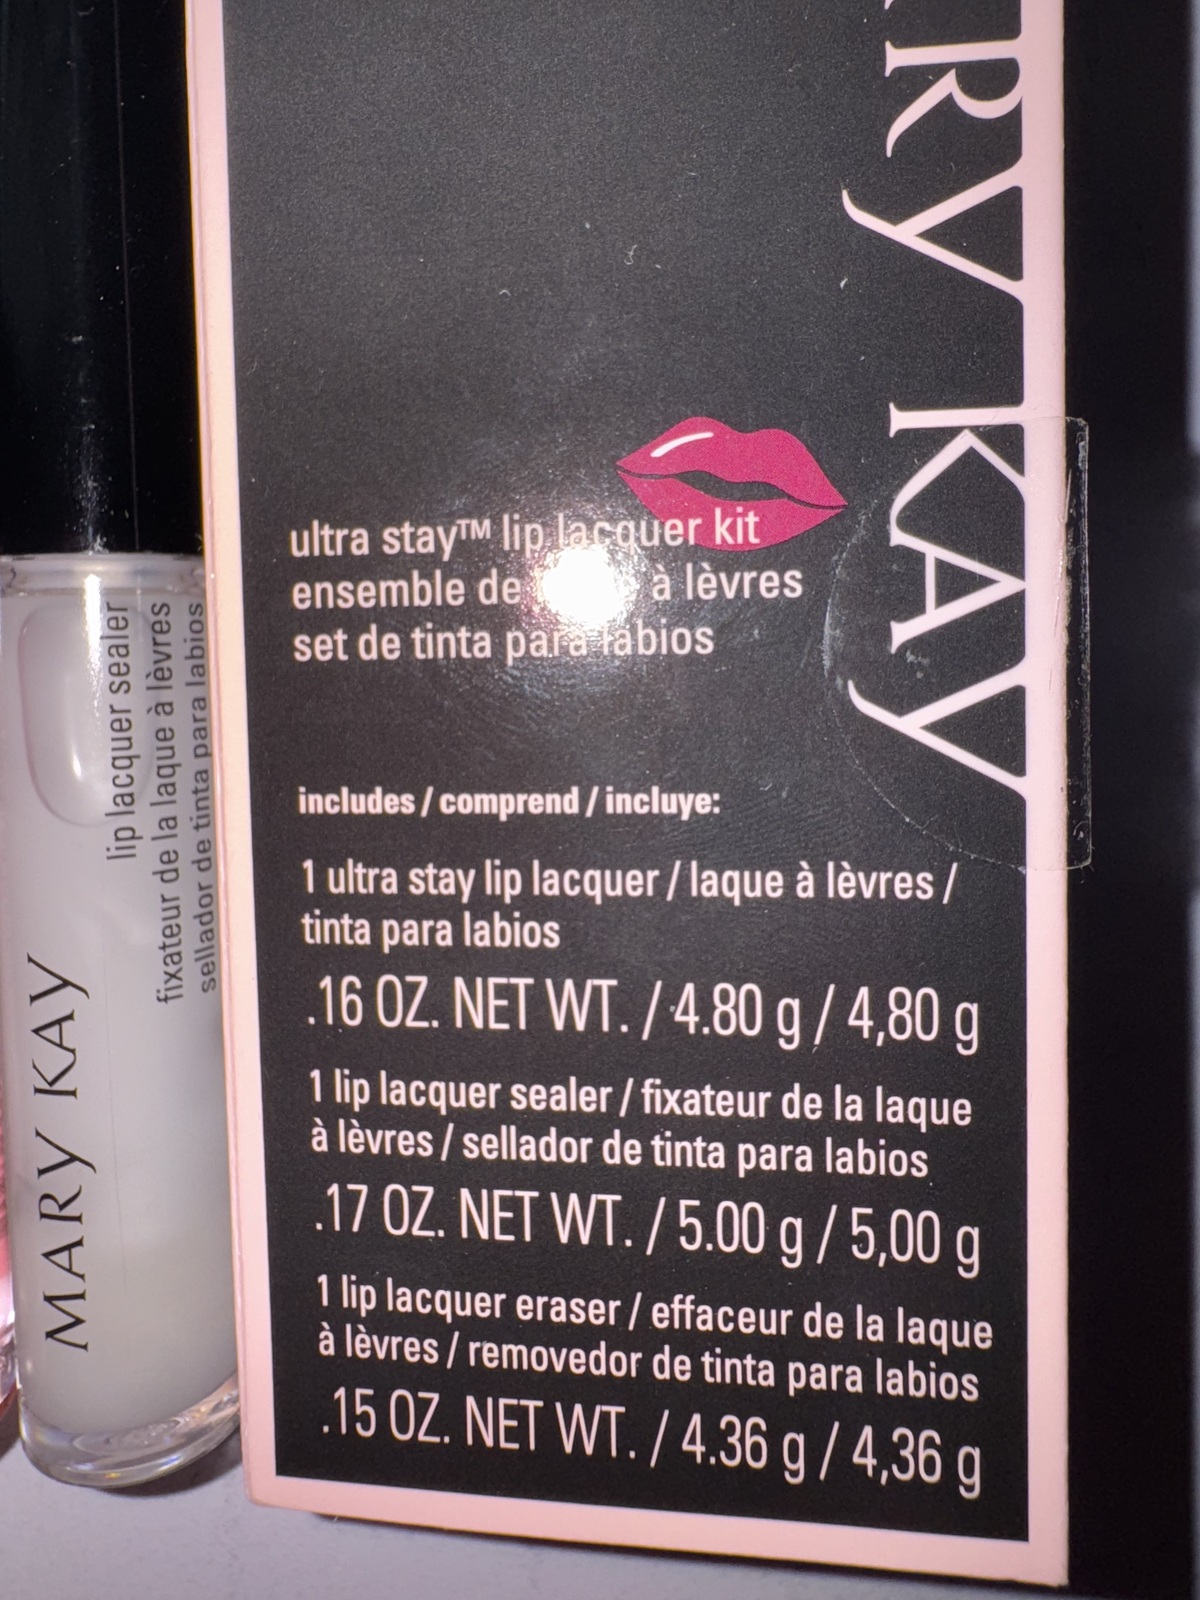 MARY KAY
lip lacquer sealer
fixateur de la laque à lèvres
sellador de tinta para labios
RY KAY
ultra stay™ lip lacquer kit
ensemble de à lèvres
set de tinta para labios
includes / comprend / incluye:
1 ultra stay lip lacquer / laque à lèvres /
tinta para labios
.16 OZ. NET WT. / 4.80 g / 4,80 g
1 lip lacquer sealer / fixateur de la laque
à lèvres / sellador de tinta para labios
.17 OZ. NET WT. / 5.00 g / 5,00 g
1 lip lacquer eraser / effaceur de la laque
à lèvres / removedor de tinta para labios
.15 OZ. NET WT. / 4.36 g / 4,36 g